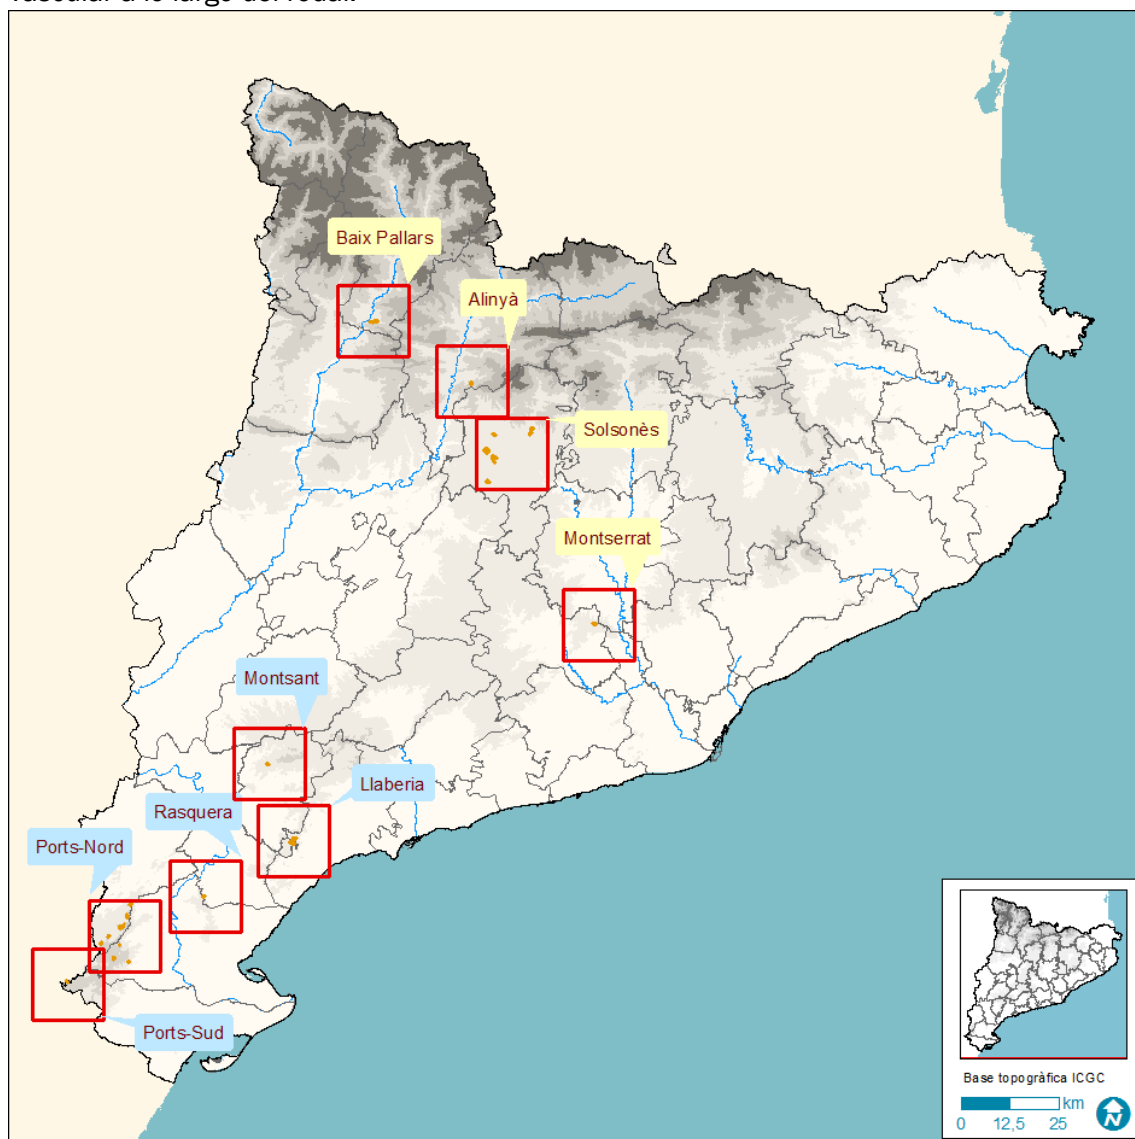 Baix Pallars
Alinyà
Solsonès
Montserrat
Montsant
Llaberia
Rasquera
Ports-Nord
Ports-Sud
Base topogràfica ICGC
km
0 12,5 25
N